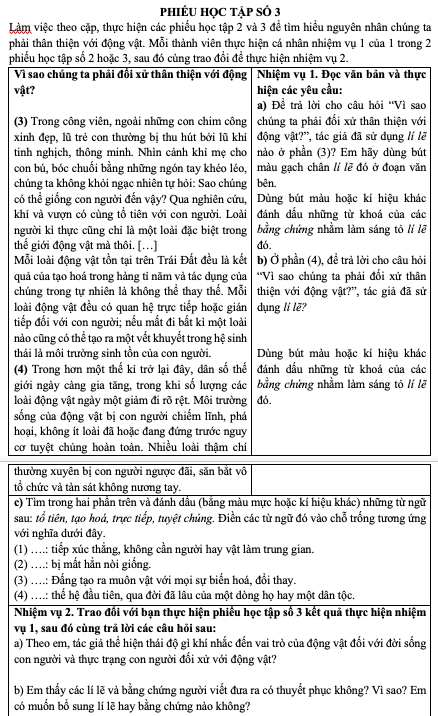 PHIẾU HỌC TẬP SỐ 3
Làm việc theo cặp, thực hiện các phiếu học tập 2 và 3 để tìm hiểu nguyên nhân chúng ta
phải thân thiện với động vật. Mỗi thành viên thực hiện cá nhân nhiệm vụ 1 của 1 trong 2
phiếu học tập số 2 hoặc 3, sau đó cùng trao đổi để thực hiện nhiệm vụ 2.
Vì sao chúng ta phải đối xử thân thiện với động
vật?
(3) Trong công viên, ngoài những con chim công
xinh đẹp, lũ trẻ con thường bị thu hút bởi lũ khỉ
tinh nghịch, thông minh. Nhìn cảnh khỉ mẹ cho
con bú, bóc chuối bằng những ngón tay khéo léo,
chúng ta không khỏi ngạc nhiên tự hỏi: Sao chúng
có thể giống con người đến vậy? Qua nghiên cứu,
khỉ và vượn có cùng tổ tiên với con người. Loài
người kì thực cũng chỉ là một loài đặc biệt trong
thế giới động vật mà thôi. […]
Mỗi loài động vật tồn tại trên Trái Đất đều là kết
quả của tạo hoá trong hàng tỉ năm và tác dụng của
chúng trong tự nhiên là không thể thay thế. Mỗi
loài động vật đều có quan hệ trực tiếp hoặc gián
tiếp đối với con người; nếu mất đi bất kì một loài
nào cũng có thể tạo ra một vết khuyết trong hệ sinh
thái là môi trường sinh tồn của con người.
(4) Trong hơn một thế kỉ trở lại đây, dân số thế
giới ngày càng gia tăng, trong khi số lượng các
loài động vật ngày một giảm đi rõ rệt. Môi trường
sống của động vật bị con người chiếm lĩnh, phá
hoại, không ít loài đã hoặc đang đứng trước nguy
cơ tuyệt chủng hoàn toàn. Nhiều loài thậm chí
Nhiệm vụ 1. Đọc văn bản và thực
hiện các yêu cầu:
a) Để trả lời cho câu hỏi “Vì sao
chúng ta phải đối xử thân thiện với
động vật?”, tác giả đã sử dụng lí lẽ
nào ở phần (3)? Em hãy dùng bút
màu gạch chân lí lẽ đó ở đoạn văn
bên.
Dùng bút màu hoặc kí hiệu khác
đánh dấu những từ khoá của các
bằng chứng nhằm làm sáng tỏ lí lẽ
đó.
b) Ở phần (4), để trả lời cho câu hỏi
“Vì sao chúng ta phải đối xử thân
thiện với động vật?”, tác giả đã sử
dụng lí lẽ?
Dùng bút màu hoặc kí hiệu khác
đánh dấu những từ khoá của các
bằng chứng nhằm làm sáng tỏ lí lẽ
đó.
thường xuyên bị con người ngược đãi, săn bắt vô
tổ chức và tàn sát không nương tay.
c) Tìm trong hai phần trên và đánh dấu (bằng màu mực hoặc kí hiệu khác) những từ ngữ
sau: tổ tiên, tạo hoá, trực tiếp, tuyệt chủng. Điền các từ ngữ đó vào chỗ trống tương ứng
với nghĩa dưới đây.
(1) ….: tiếp xúc thẳng, không cần người hay vật làm trung gian.
(2) ….: bị mất hẳn nòi giống.
(3) ….: Đấng tạo ra muôn vật với mọi sự biến hoá, đổi thay.
(4) ….: thế hệ đầu tiên, qua đời đã lâu của một dòng họ hay một dân tộc.
Nhiệm vụ 2. Trao đổi với bạn thực hiện phiếu học tập số 3 kết quả thực hiện nhiệm
vụ 1, sau đó cùng trả lời các câu hỏi sau:
a) Theo em, tác giả thể hiện thái độ gì khi nhắc đến vai trò của động vật đối với đời sống
con người và thực trạng con người đối xử với động vật?
b) Em thấy các lí lẽ và bằng chứng người viết đưa ra có thuyết phục không? Vì sao? Em
có muốn bổ sung lí lẽ hay bằng chứng nào không?